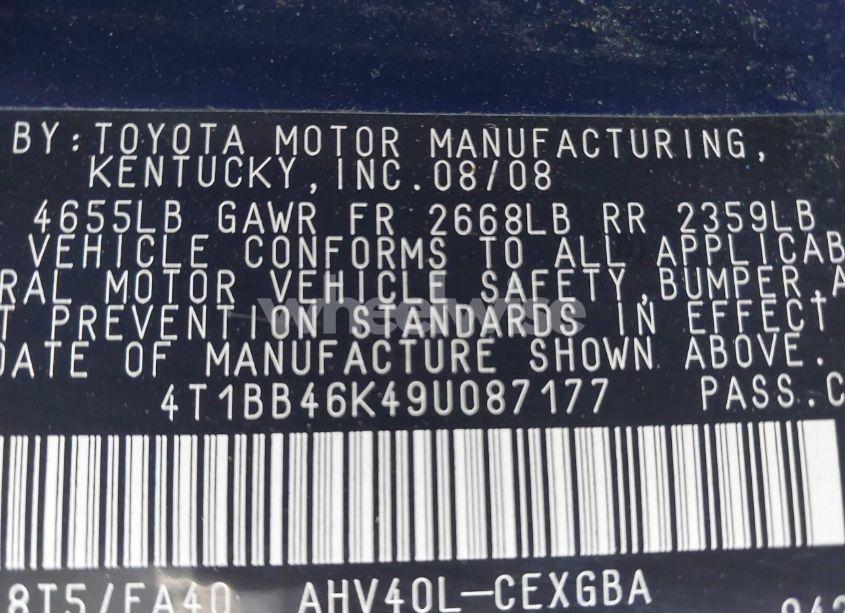 BY: TOYOTA MOTOR MANUFACTURING,
KENTUCKY, INC. 08/08
4655LB GAWR FR 2668LB RR 2359LB
VEHICLE CONFORMS TO ALL APPLICAB
RAL MOTOR VEHICLE SAFETY, BUMPER, A
wheelwise
T PREVENTION STANDARDS IN EFFECT
DATE OF MANUFACTURE SHOWN ABOVE.
4T1BB46K49U087177 PASS.C
8T5/FA40 AHV40L-CEXGBA